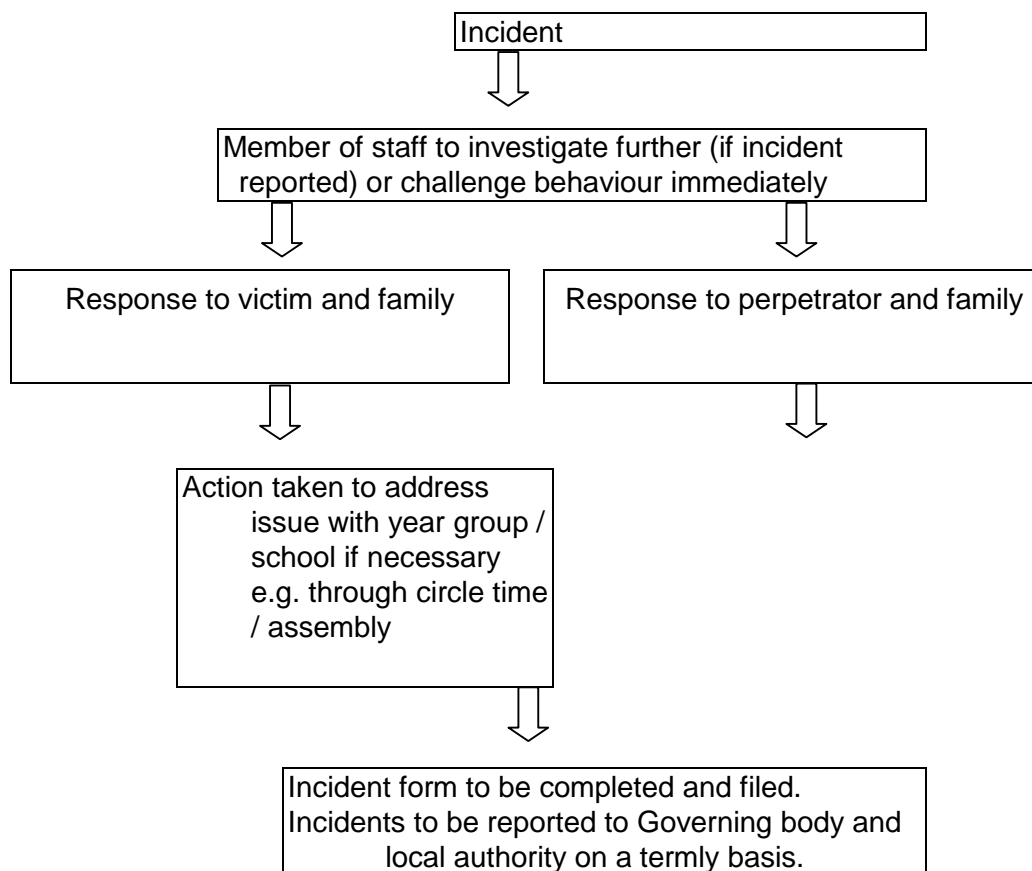 Incident
Member of staff to investigate further (if incident
reported) or challenge behaviour immediately
Response to victim and family
Response to perpetrator and family
Action taken to address
issue with year group /
school if necessary
e.g. through circle time
/ assembly
Incident form to be completed and filed.
Incidents to be reported to Governing body and
local authority on a termly basis.